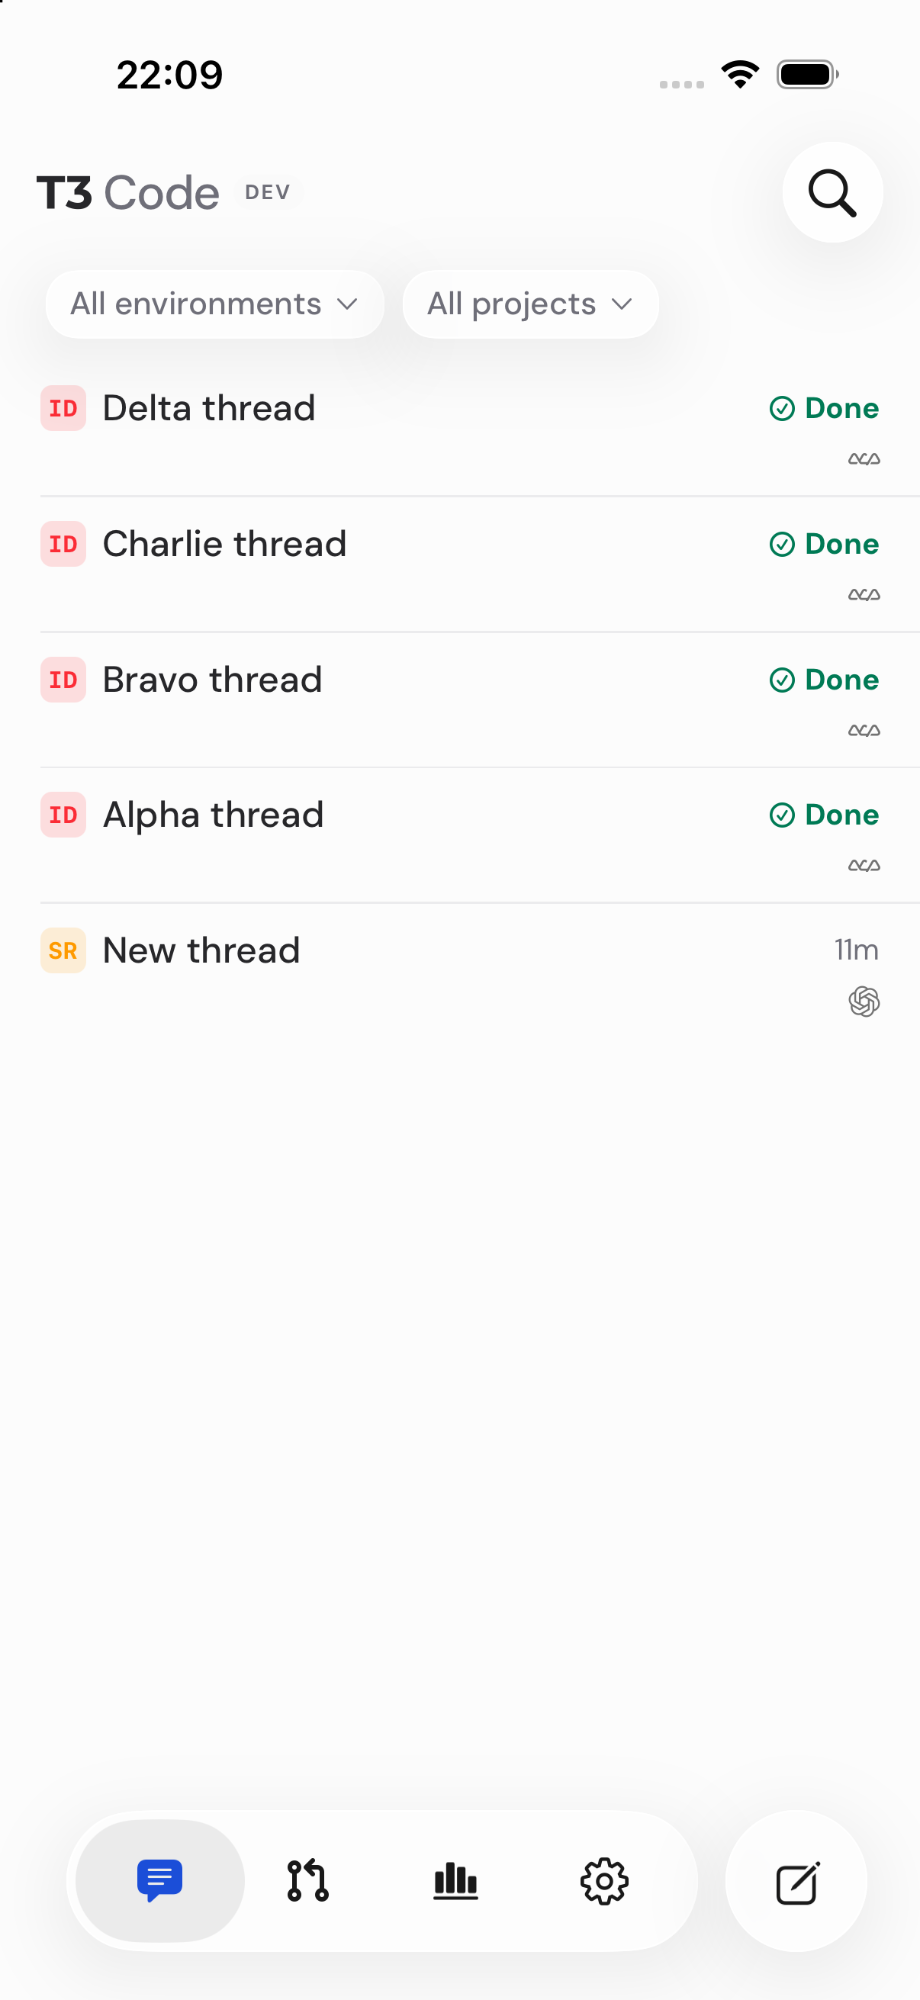 22:09
T3 Code DEV
All environments All projects
ID Delta thread Done
ID Charlie thread Done
ID Bravo thread Done
ID Alpha thread Done
SR New thread 11m